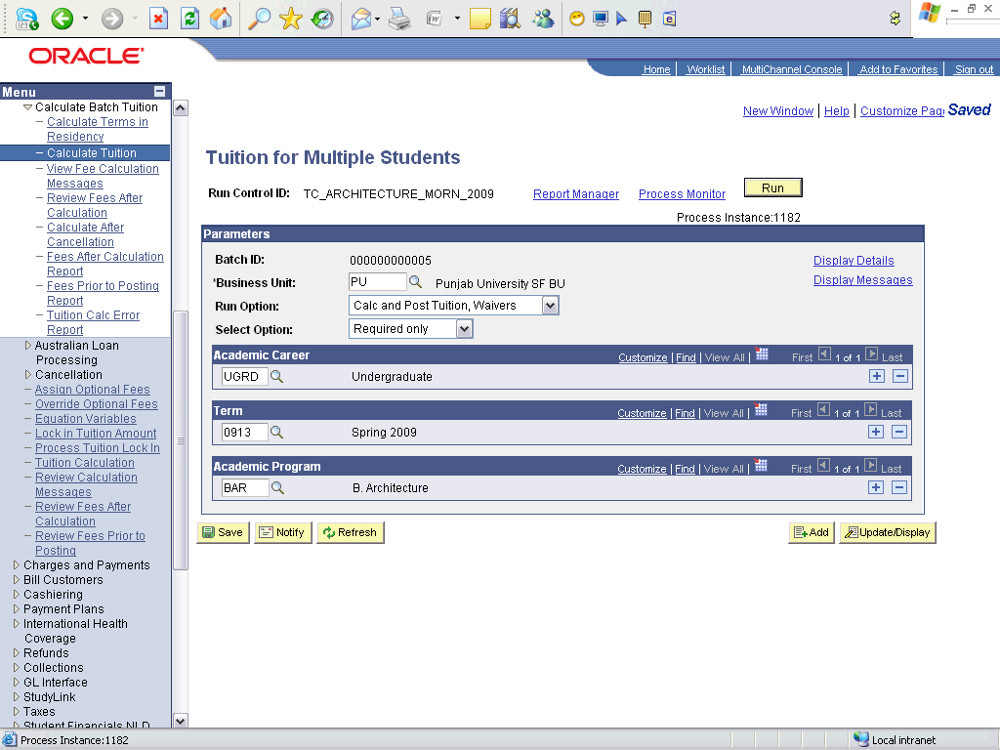 ORACLE
Home
Worklist
MultiChannel Console
Add to Favorites
Sign out
Menu
Calculate Batch Tuition
Calculate Terms in
Residency
Calculate Tuition
View Fee Calculation
Messages
Review Fees After
Calculation
Calculate After
Cancellation
Fees After Calculation
Report
Fees Prior to Posting
Report
Tuition Calc Error
Report
Australian Loan
Processing
Cancellation
Assign Optional Fees
Override Optional Fees
Equation Variables
Lock in Tuition Amount
Process Tuition Lock In
Tuition Calculation
Review Calculation
Messages
Review Fees After
Calculation
Review Fees Prior to
Posting
Charges and Payments
Bill Customers
Cashiering
Payment Plans
International Health
Coverage
Refunds
Collections
GL Interface
StudyLink
Taxes
Student Financials NLD
New Window | Help | Customize Pag Saved
Tuition for Multiple Students
Run Control ID: TC_ARCHITECTURE_MORN_2009 Report Manager Process Monitor Run
Process Instance:1182
Parameters
Batch ID: 000000000005 Display Details
*Business Unit: PU Punjab University SF BU Display Messages
Run Option: Calc and Post Tuition, Waivers
Select Option: Required only
Academic Career Customize | Find | View All | First 1 of 1 Last
UGRD Undergraduate
Term Customize | Find | View All | First 1 of 1 Last
0913 Spring 2009
Academic Program Customize | Find | View All | First 1 of 1 Last
BAR B. Architecture
Save Notify Refresh Add Update/Display
Process Instance:1182 Local intranet